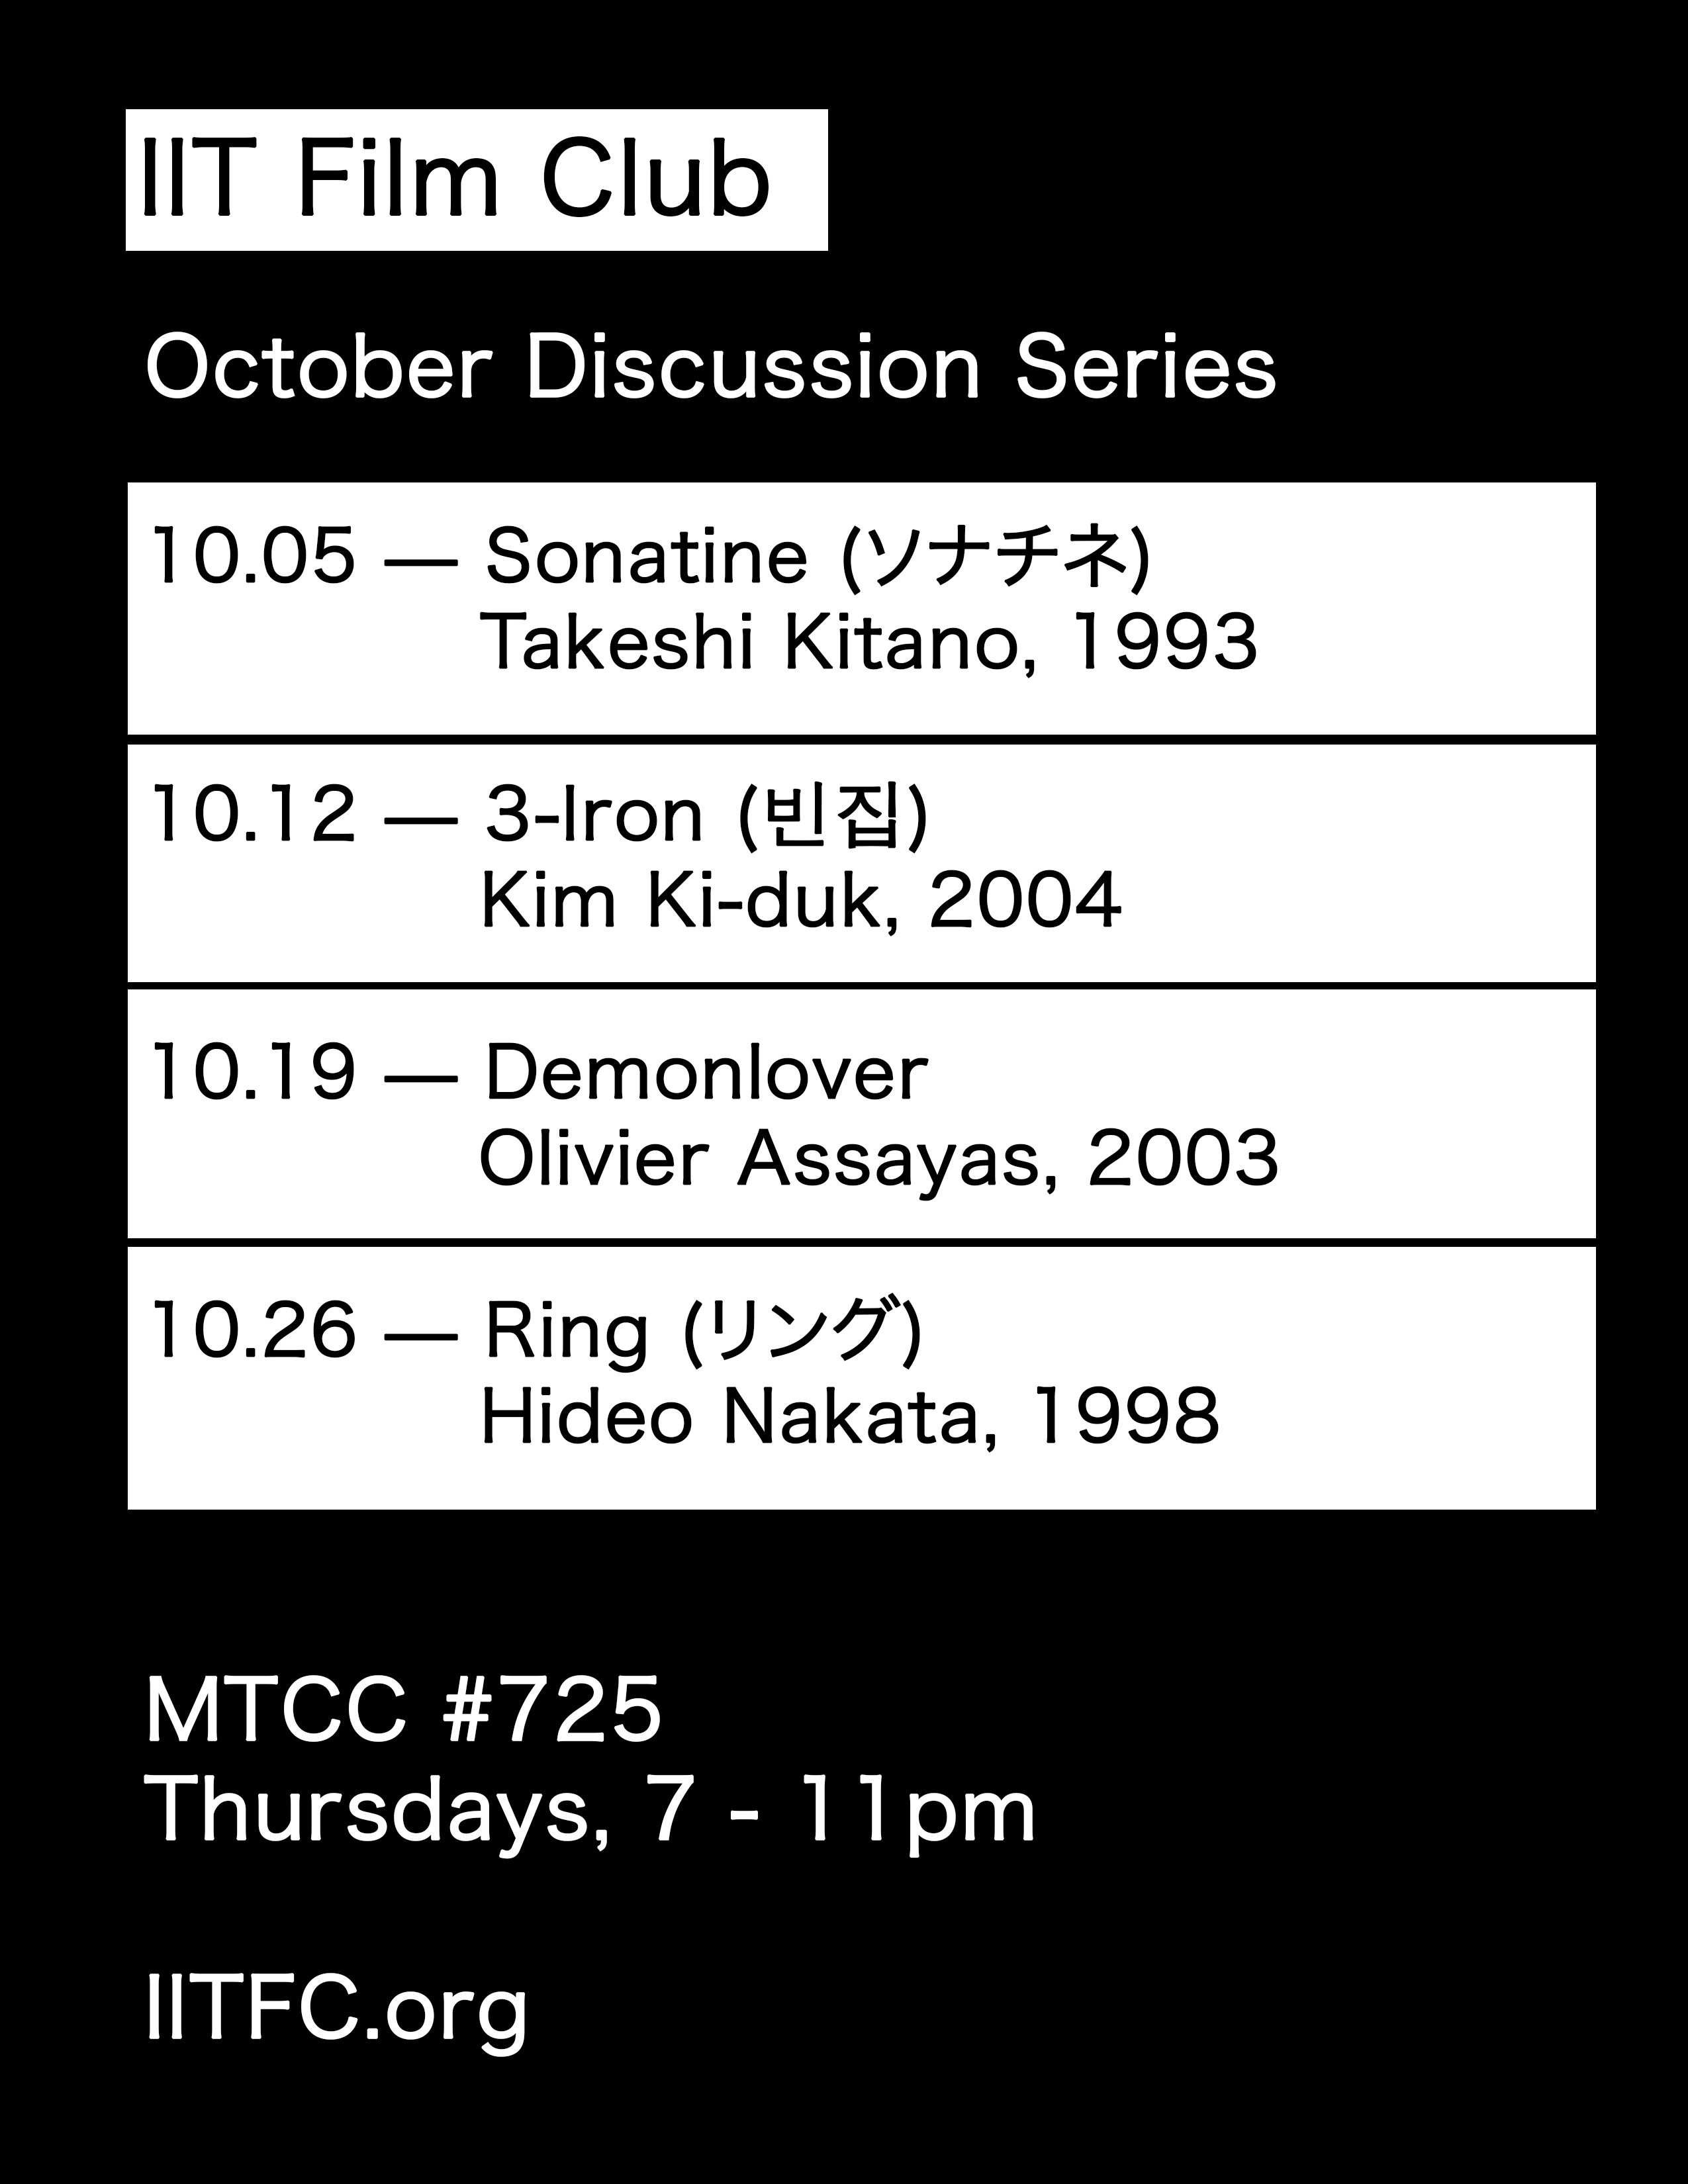 IIT Film Club
October Discussion Series
10.05 — Sonatine (ソナチネ)
Takeshi Kitano, 1993
10.12 — 3-Iron (빈집)
Kim Ki-duk, 2004
10.19 — Demonlover
Olivier Assayas, 2003
10.26 — Ring (リング)
Hideo Nakata, 1998
MTCC #725
Thursdays, 7 - 11pm
IITFC.org